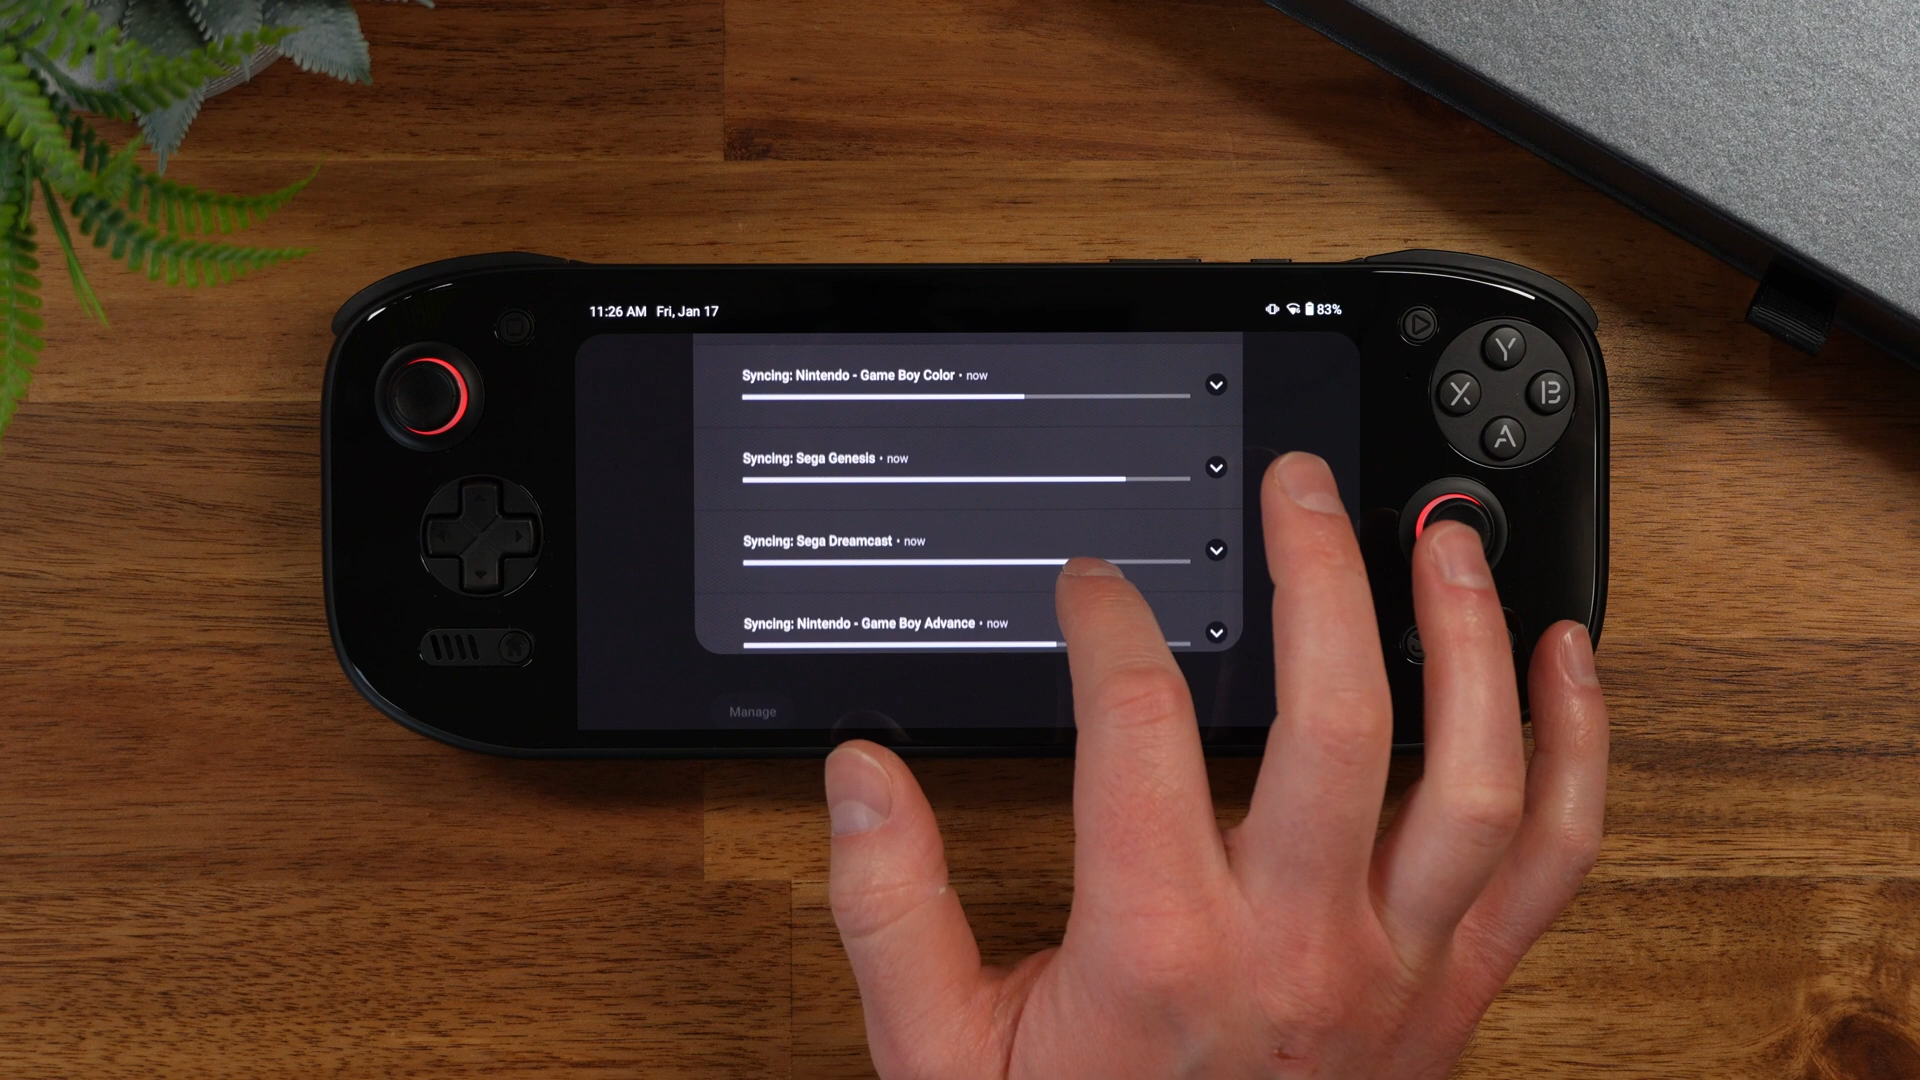 11:26 AM Fri, Jan 17
83%
Syncing: Nintendo - Game Boy Color • now
Syncing: Sega Genesis • now
Syncing: Sega Dreamcast • now
Syncing: Nintendo - Game Boy Advance • now
Manage
Y
X
B
A